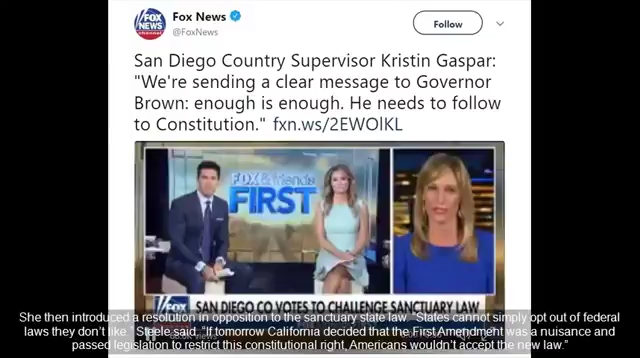 FOX
NEWS
channel
Fox News
@FoxNews
Follow
San Diego Country Supervisor Kristin Gaspar:
"We're sending a clear message to Governor
Brown: enough is enough. He needs to follow
to Constitution." fxn.ws/2EWOlKL
FOX & friends
FIRST
FOX
SAN DIEGO CO VOTES TO CHALLENGE SANCTUARY LAW
She then introduced a resolution in opposition to the sanctuary state law. "States cannot simply opt out of federal
laws they don't like." Steele said. "If tomorrow California decided that the First Amendment was a nuisance and
passed legislation to restrict this constitutional right, Americans wouldn't accept the new law."